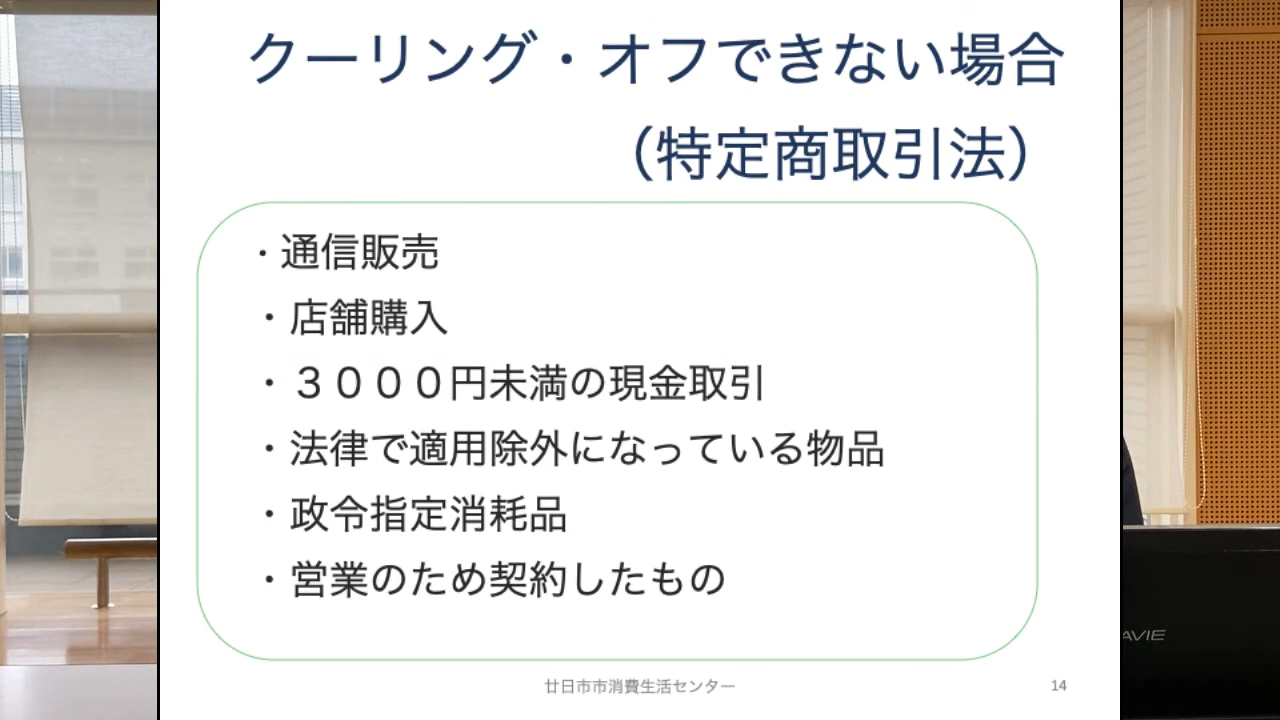 クーリング・オフできない場合
（特定商取引法）
・通信販売
・店舗購入
・３０００円未満の現金取引
・法律で適用除外になっている物品
・政令指定消耗品
・営業のため契約したもの
廿日市市消費生活センター
14
AVIE